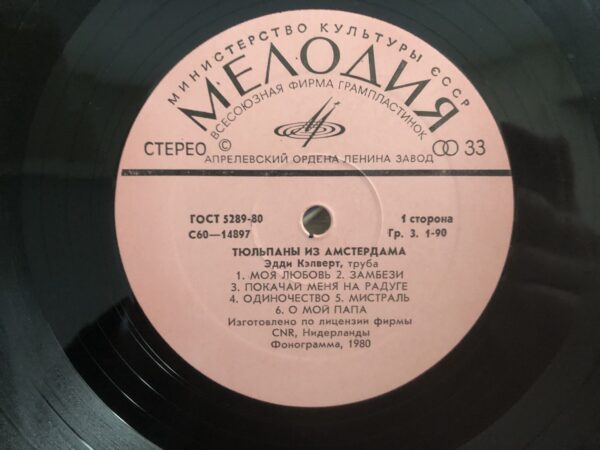 МИНИСТЕРСТВО КУЛЬТУРЫ СССР
МЕЛОДИЯ
ВСЕСОЮЗНАЯ ФИРМА ГРАМПЛАСТИНОК
СТЕРЕО © 33
АПРЕЛЕВСКИЙ ОРДЕНА ЛЕНИНА ЗАВОД
ГОСТ 5289-80 1 сторона
С60—14897 Гр. 3. 1-90
ТЮЛЬПАНЫ ИЗ АМСТЕРДАМА
Эдди Кэлверт, труба
1. МОЯ ЛЮБОВЬ 2. ЗАМБЕЗИ
3. ПОКАЧАЙ МЕНЯ НА РАДУГЕ
4. ОДИНОЧЕСТВО 5. МИСТРАЛЬ
6. О МОЙ ПАПА
Изготовлено по лицензии фирмы
CNR, Нидерланды
Фонограмма, 1980